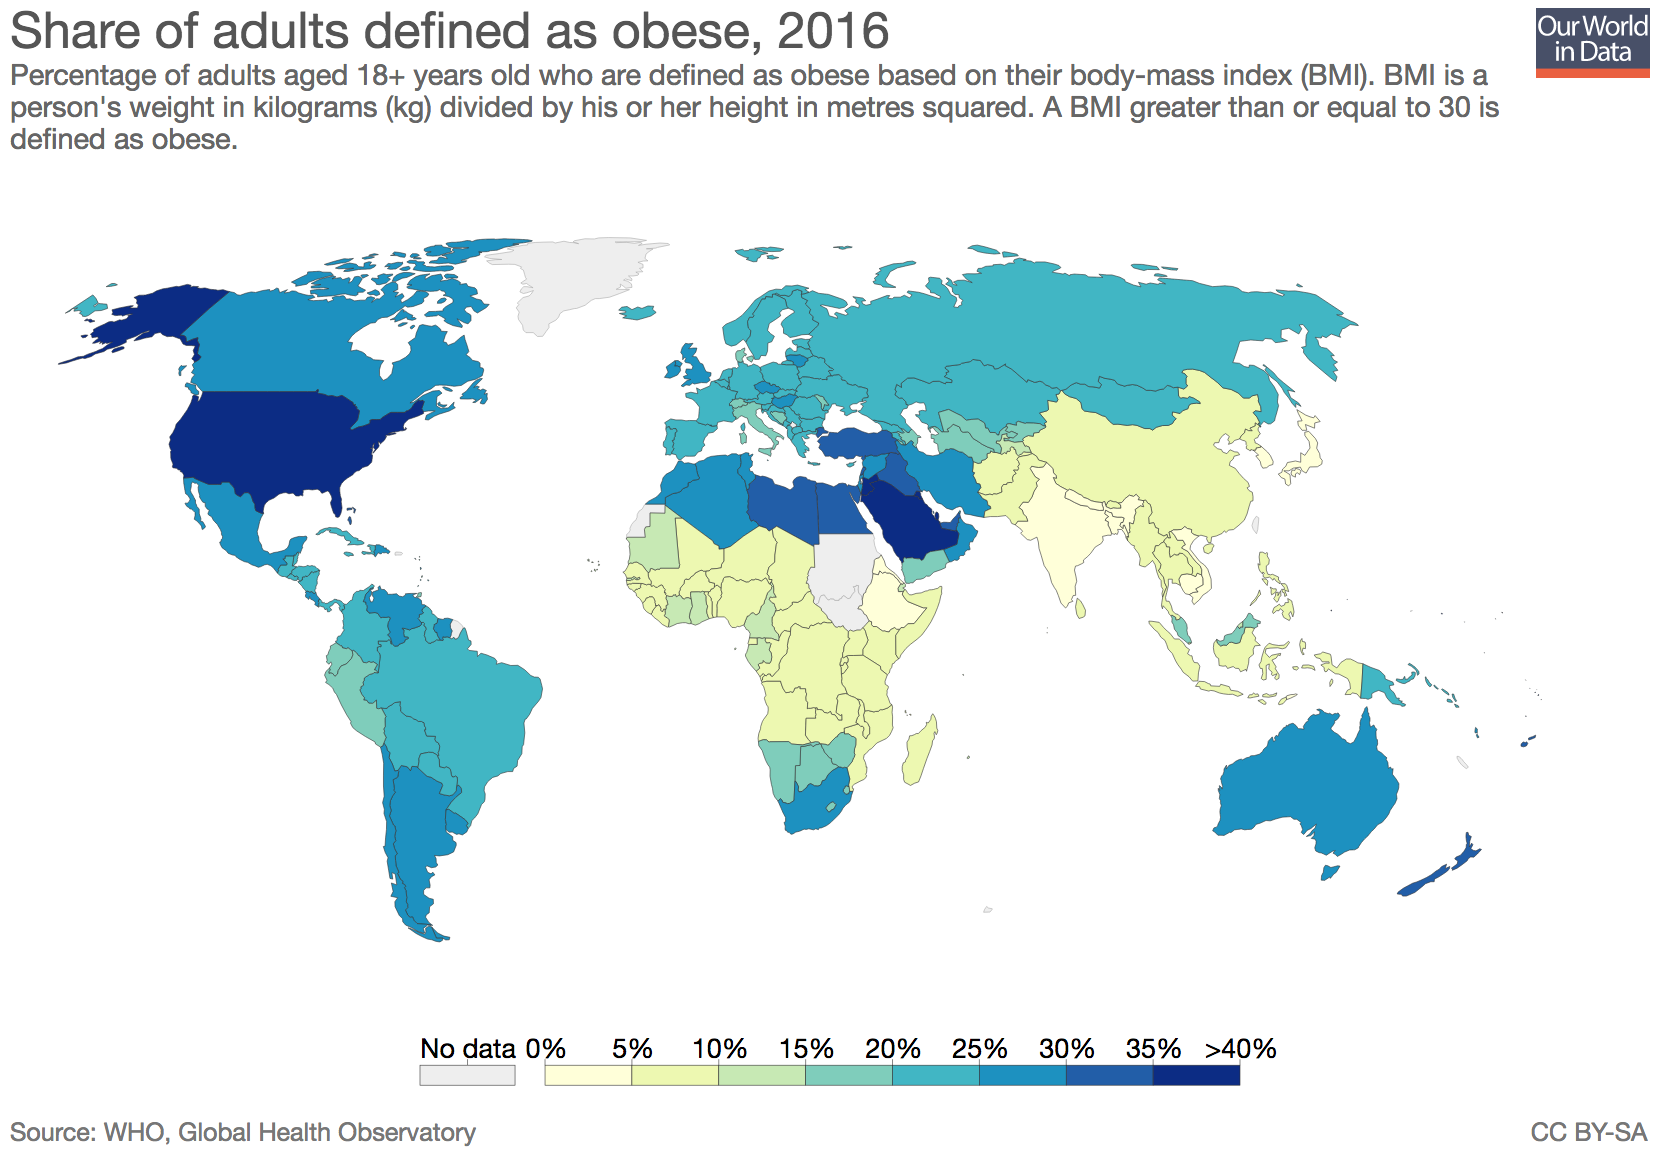 Share of adults defined as obese, 2016
Our World
in Data
Percentage of adults aged 18+ years old who are defined as obese based on their body-mass index (BMI). BMI is a
person's weight in kilograms (kg) divided by his or her height in metres squared. A BMI greater than or equal to 30 is
defined as obese.
No data 0% 5% 10% 15% 20% 25% 30% 35% >40%
Source: WHO, Global Health Observatory
CC BY-SA